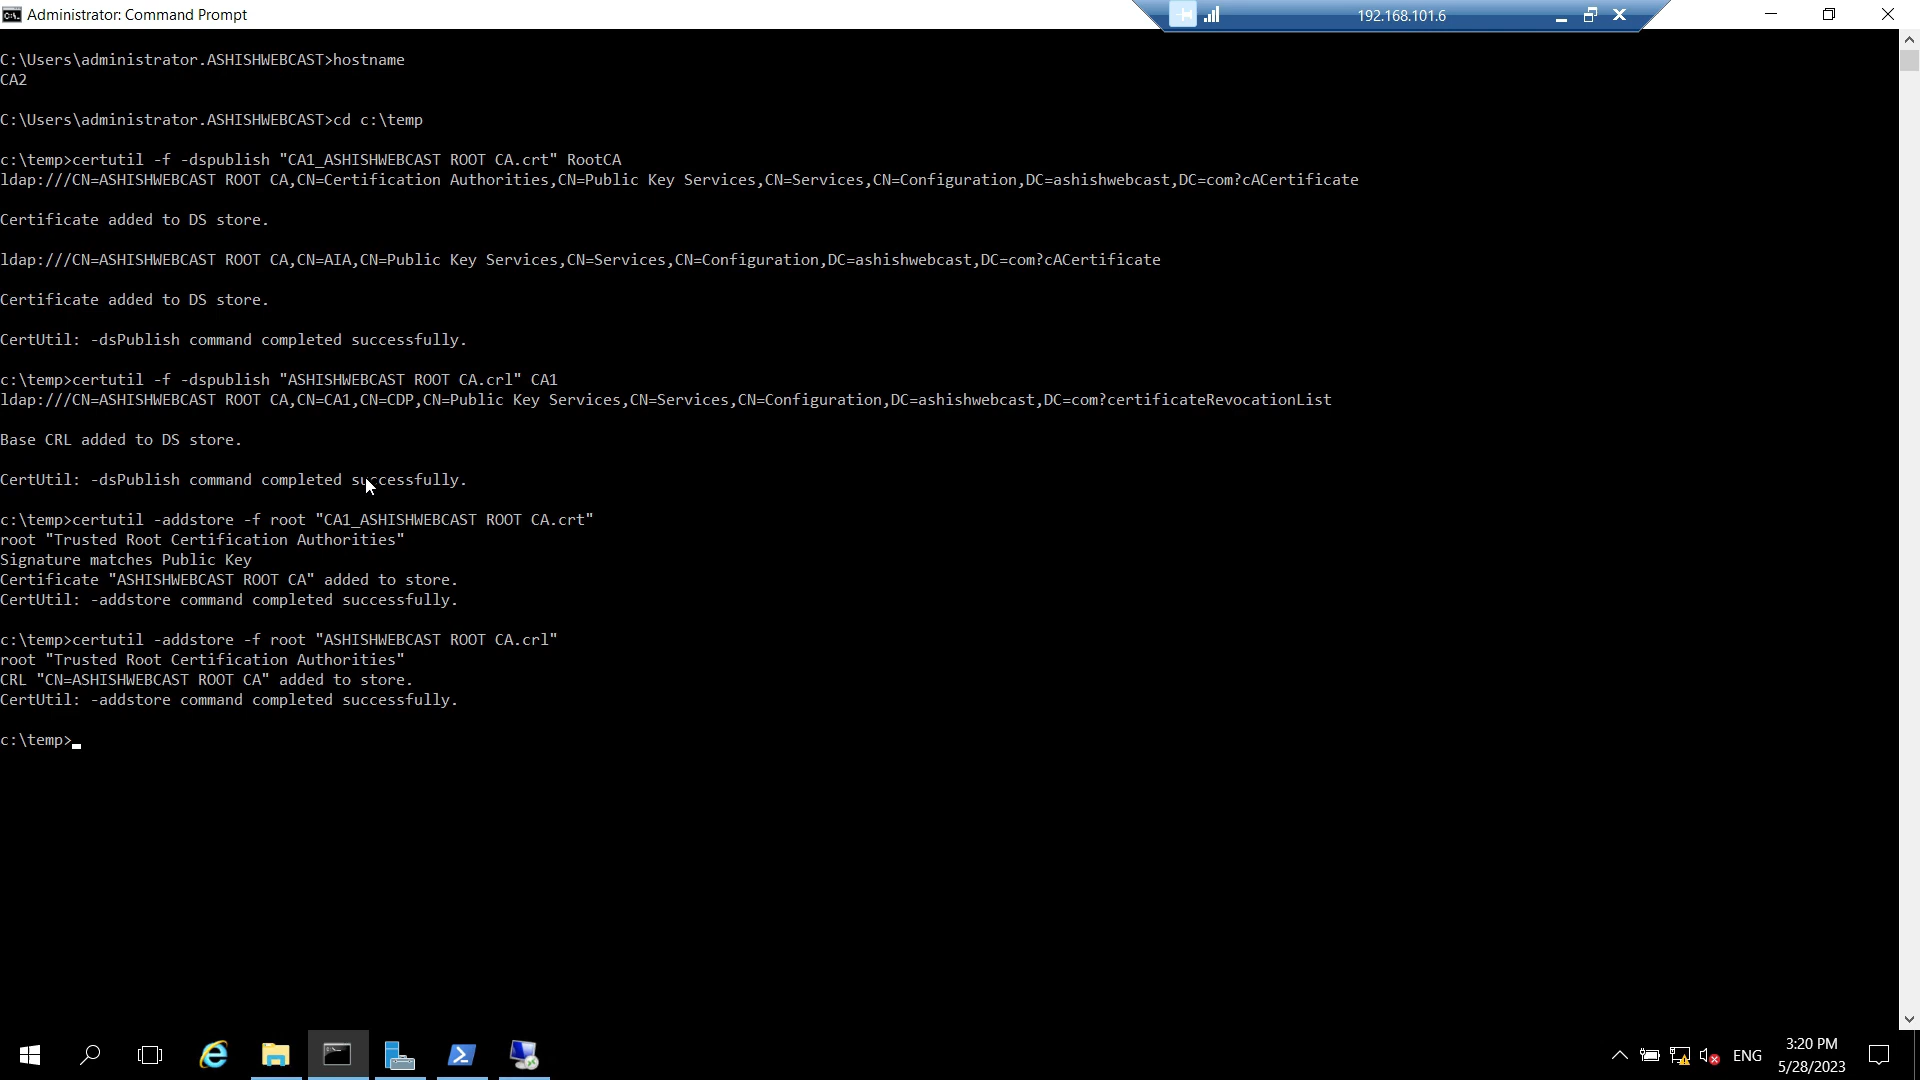 Administrator: Command Prompt
192.168.101.6
C:\Users\administrator.ASHISHWEBCAST>hostname
CA2
C:\Users\administrator.ASHISHWEBCAST>cd c:\temp
c:\temp>certutil -f -dspublish "CA1_ASHISHWEBCAST ROOT CA.crt" RootCA
ldap:///CN=ASHISHWEBCAST ROOT CA,CN=Certification Authorities,CN=Public Key Services,CN=Services,CN=Configuration,DC=ashishwebcast,DC=com?cACertificate
Certificate added to DS store.
ldap:///CN=ASHISHWEBCAST ROOT CA,CN=AIA,CN=Public Key Services,CN=Services,CN=Configuration,DC=ashishwebcast,DC=com?cACertificate
Certificate added to DS store.
CertUtil: -dsPublish command completed successfully.
c:\temp>certutil -f -dspublish "ASHISHWEBCAST ROOT CA.crl" CA1
ldap:///CN=ASHISHWEBCAST ROOT CA,CN=CA1,CN=CDP,CN=Public Key Services,CN=Services,CN=Configuration,DC=ashishwebcast,DC=com?certificateRevocationList
Base CRL added to DS store.
CertUtil: -dsPublish command completed successfully.
c:\temp>certutil -addstore -f root "CA1_ASHISHWEBCAST ROOT CA.crt"
root "Trusted Root Certification Authorities"
Signature matches Public Key
Certificate "ASHISHWEBCAST ROOT CA" added to store.
CertUtil: -addstore command completed successfully.
c:\temp>certutil -addstore -f root "ASHISHWEBCAST ROOT CA.crl"
root "Trusted Root Certification Authorities"
CRL "CN=ASHISHWEBCAST ROOT CA" added to store.
CertUtil: -addstore command completed successfully.
c:\temp>
ENG
3:20 PM
5/28/2023